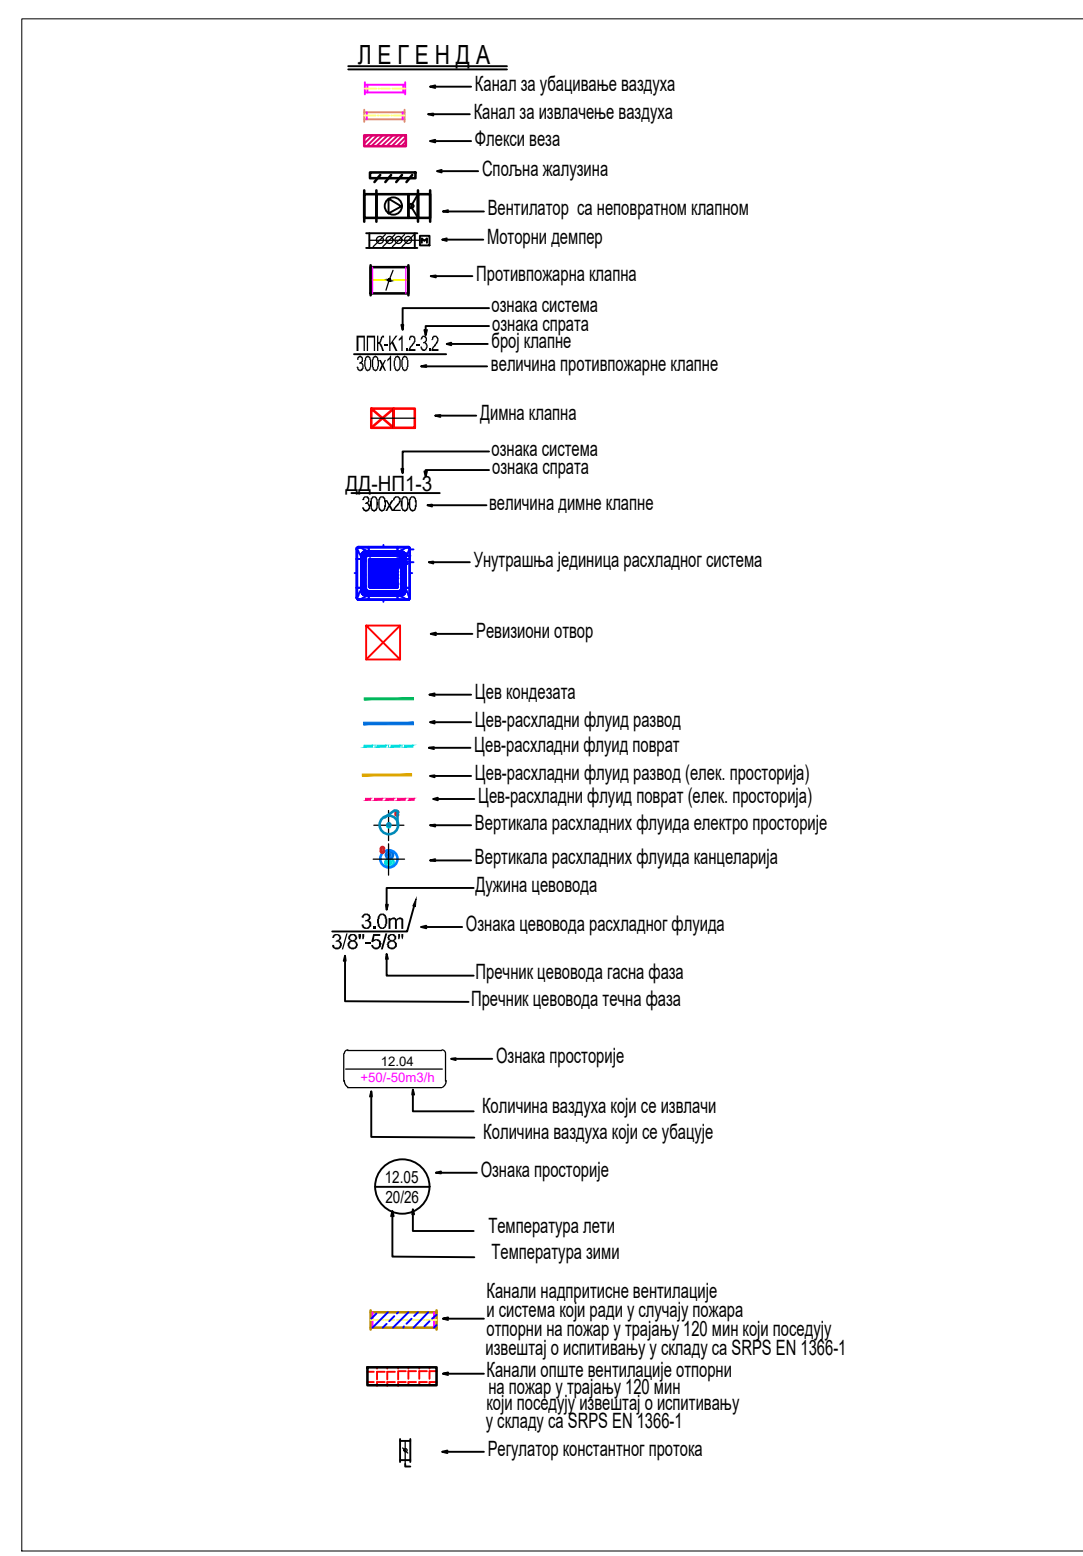 ЛЕГЕНДА
Канал за убацивање ваздуха
Канал за извлачење ваздуха
Флекси веза
Спољна жалузина
Вентилатор са неповратном клапном
Моторни демпер
М
Противпожарна клапна
ознака система
ознака спрата
ППК-К1.2-3.2
број клапне
300x100
величина противпожарне клапне
Димна клапна
ознака система
ознака спрата
ДД-НП1-3
300x200
величина димне клапне
Унутрашња јединица расхладног система
Ревизиони отвор
Цев кондезата
Цев-расхладни флуид развод
Цев-расхладни флуид поврат
Цев-расхладни флуид развод (елек. просторија)
Цев-расхладни флуид поврат (елек. просторија)
Вертикала расхладних флуида електро просторије
Вертикала расхладних флуида канцеларија
Дужина цевовода
3.0m
3/8"-5/8"
Ознака цевовода расхладног флуида
Пречник цевовода гасна фаза
Пречник цевовода течна фаза
12.04
+50/-50m3/h
Ознака просторије
Количина ваздуха који се извлачи
Количина ваздуха који се убацује
12.05
20/26
Ознака просторије
Температура лети
Температура зими
Канали надпритисне вентилације
и система који ради у случају пожара
отпорни на пожар у трајању 120 мин који поседују
извештај о испитивању у складу са SRPS EN 1366-1
Канали опште вентилације отпорни
на пожар у трајању 120 мин
који поседују извештај о испитивању
у складу са SRPS EN 1366-1
Регулатор константног протока